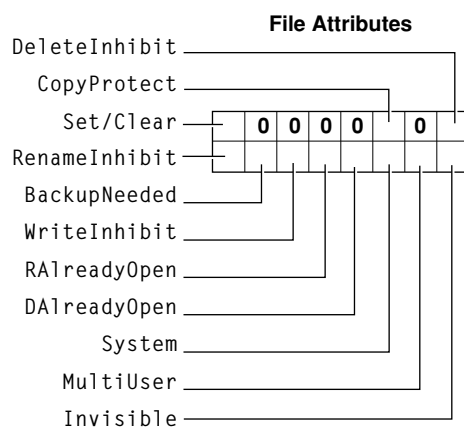 File Attributes
DeleteInhibit
CopyProtect
Set/Clear 0 0 0 0 0
RenameInhibit
BackupNeeded
WriteInhibit
RAlreadyOpen
DAlreadyOpen
System
MultiUser
Invisible